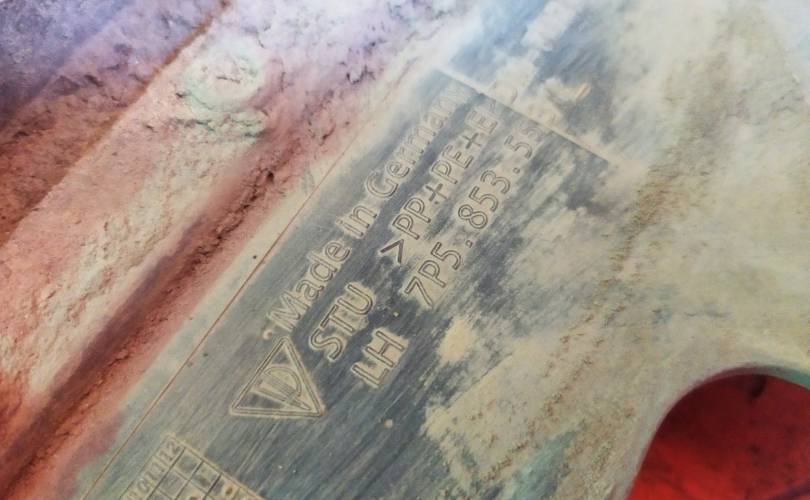 Made in Germany
STU >PP+PE+E
LH 7P5.853.55